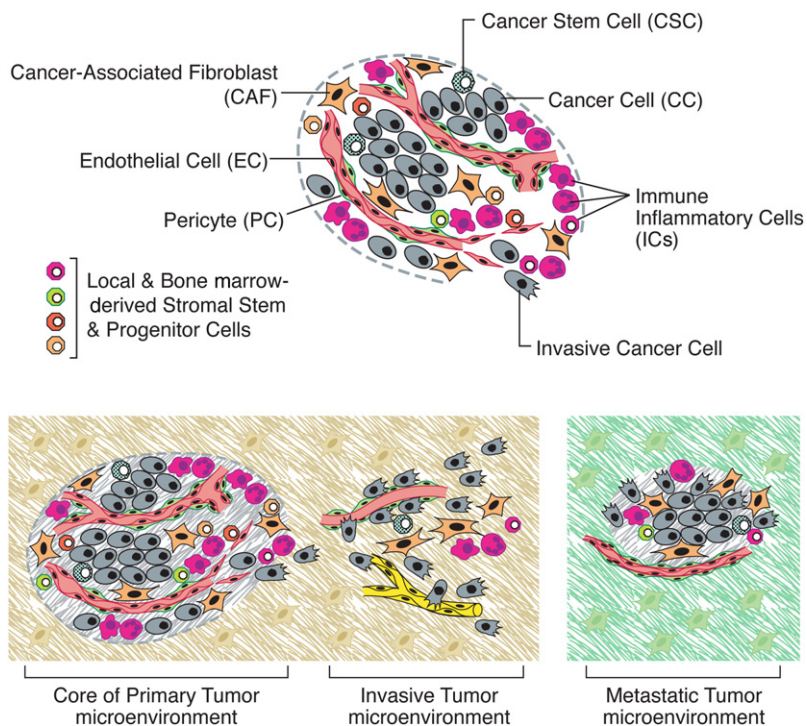 Cancer Stem Cell (CSC)
Cancer-Associated Fibroblast
(CAF)
Cancer Cell (CC)
Endothelial Cell (EC)
Pericyte (PC)
Immune
Inflammatory Cells
(ICs)
Local & Bone marrow-
derived Stromal Stem
& Progenitor Cells
Invasive Cancer Cell
Core of Primary Tumor
microenvironment
Invasive Tumor
microenvironment
Metastatic Tumor
microenvironment